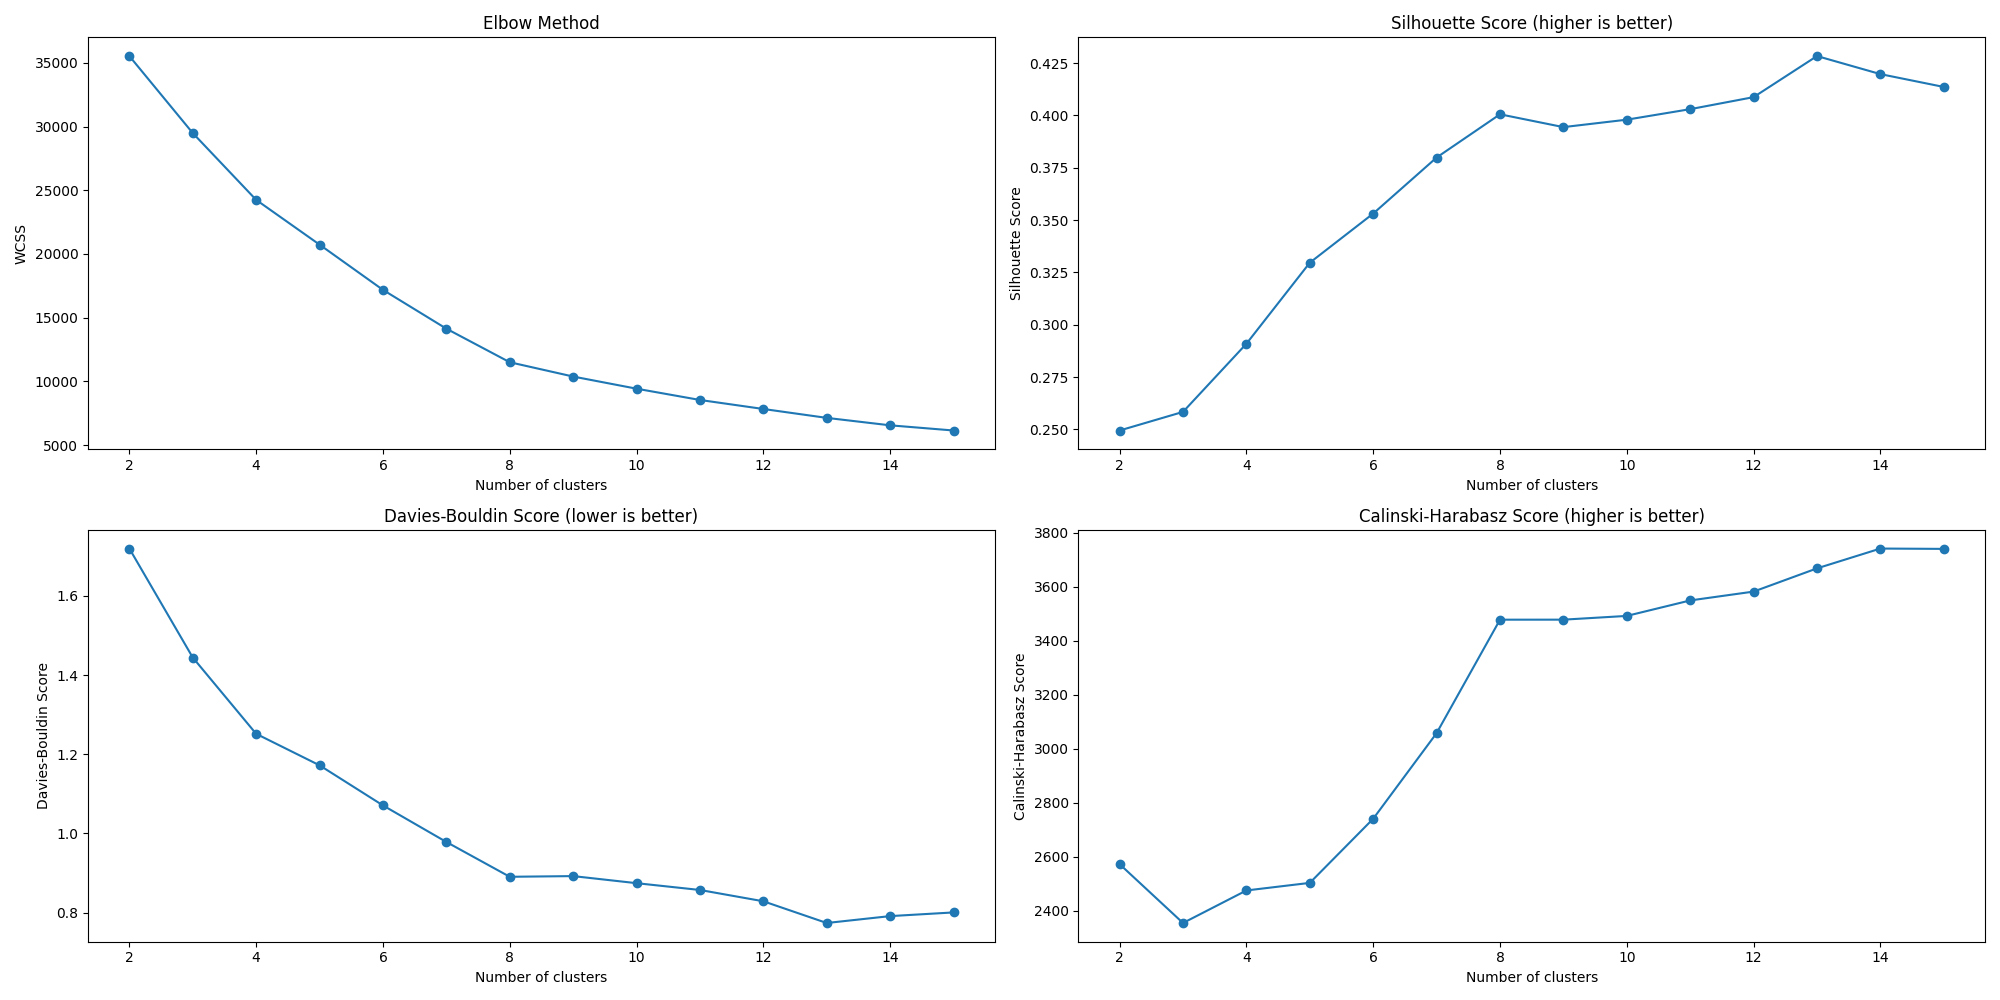 Elbow Method
35000
30000
25000
20000
15000
10000
5000
WCSS
2 4 6 8 10 12 14
Number of clusters
Silhouette Score (higher is better)
0.425
0.400
0.375
0.350
0.325
0.300
0.275
0.250
Silhouette Score
2 4 6 8 10 12 14
Number of clusters
Davies-Bouldin Score (lower is better)
1.6
1.4
1.2
1.0
0.8
Davies-Bouldin Score
2 4 6 8 10 12 14
Number of clusters
Calinski-Harabasz Score (higher is better)
3800
3600
3400
3200
3000
2800
2600
2400
Calinski-Harabasz Score
2 4 6 8 10 12 14
Number of clusters